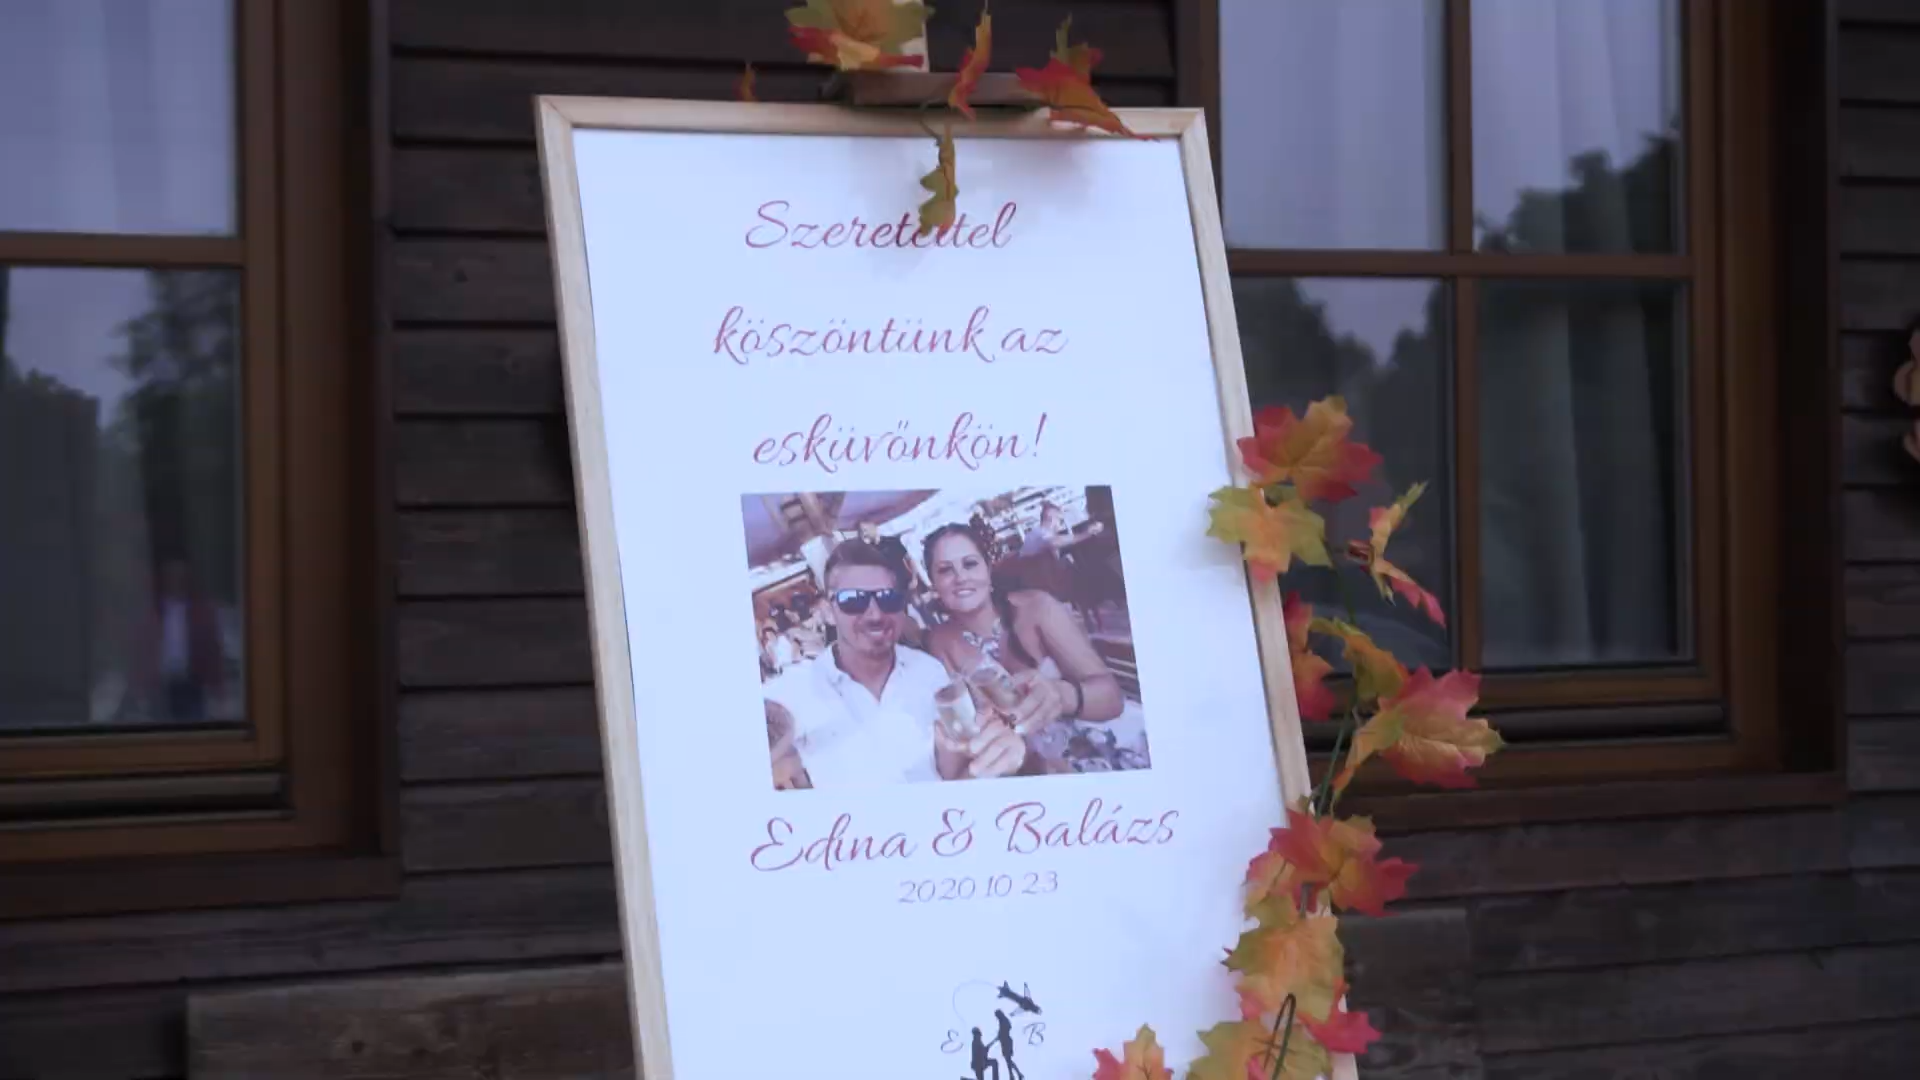 Szeretettel
köszöntünk az
esküvőnkön!
Edina & Balázs
2020 10 23
E B